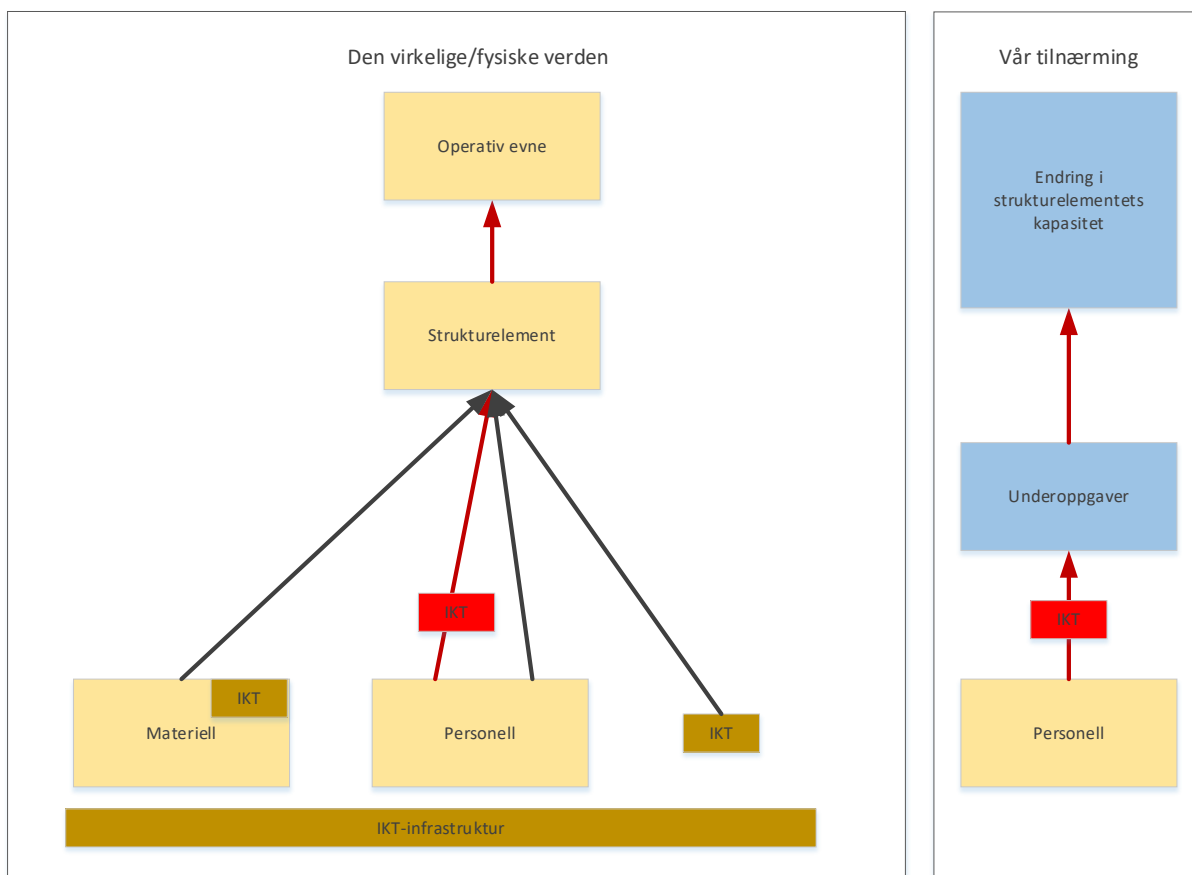 Den virkelige/fysiske verden
Operativ evne
Strukturelement
IKT
IKT
Materiell
Personell
IKT
IKT-infrastruktur
Vår tilnærming
Endring i
strukturelementets
kapasitet
Underoppgaver
IKT
Personell